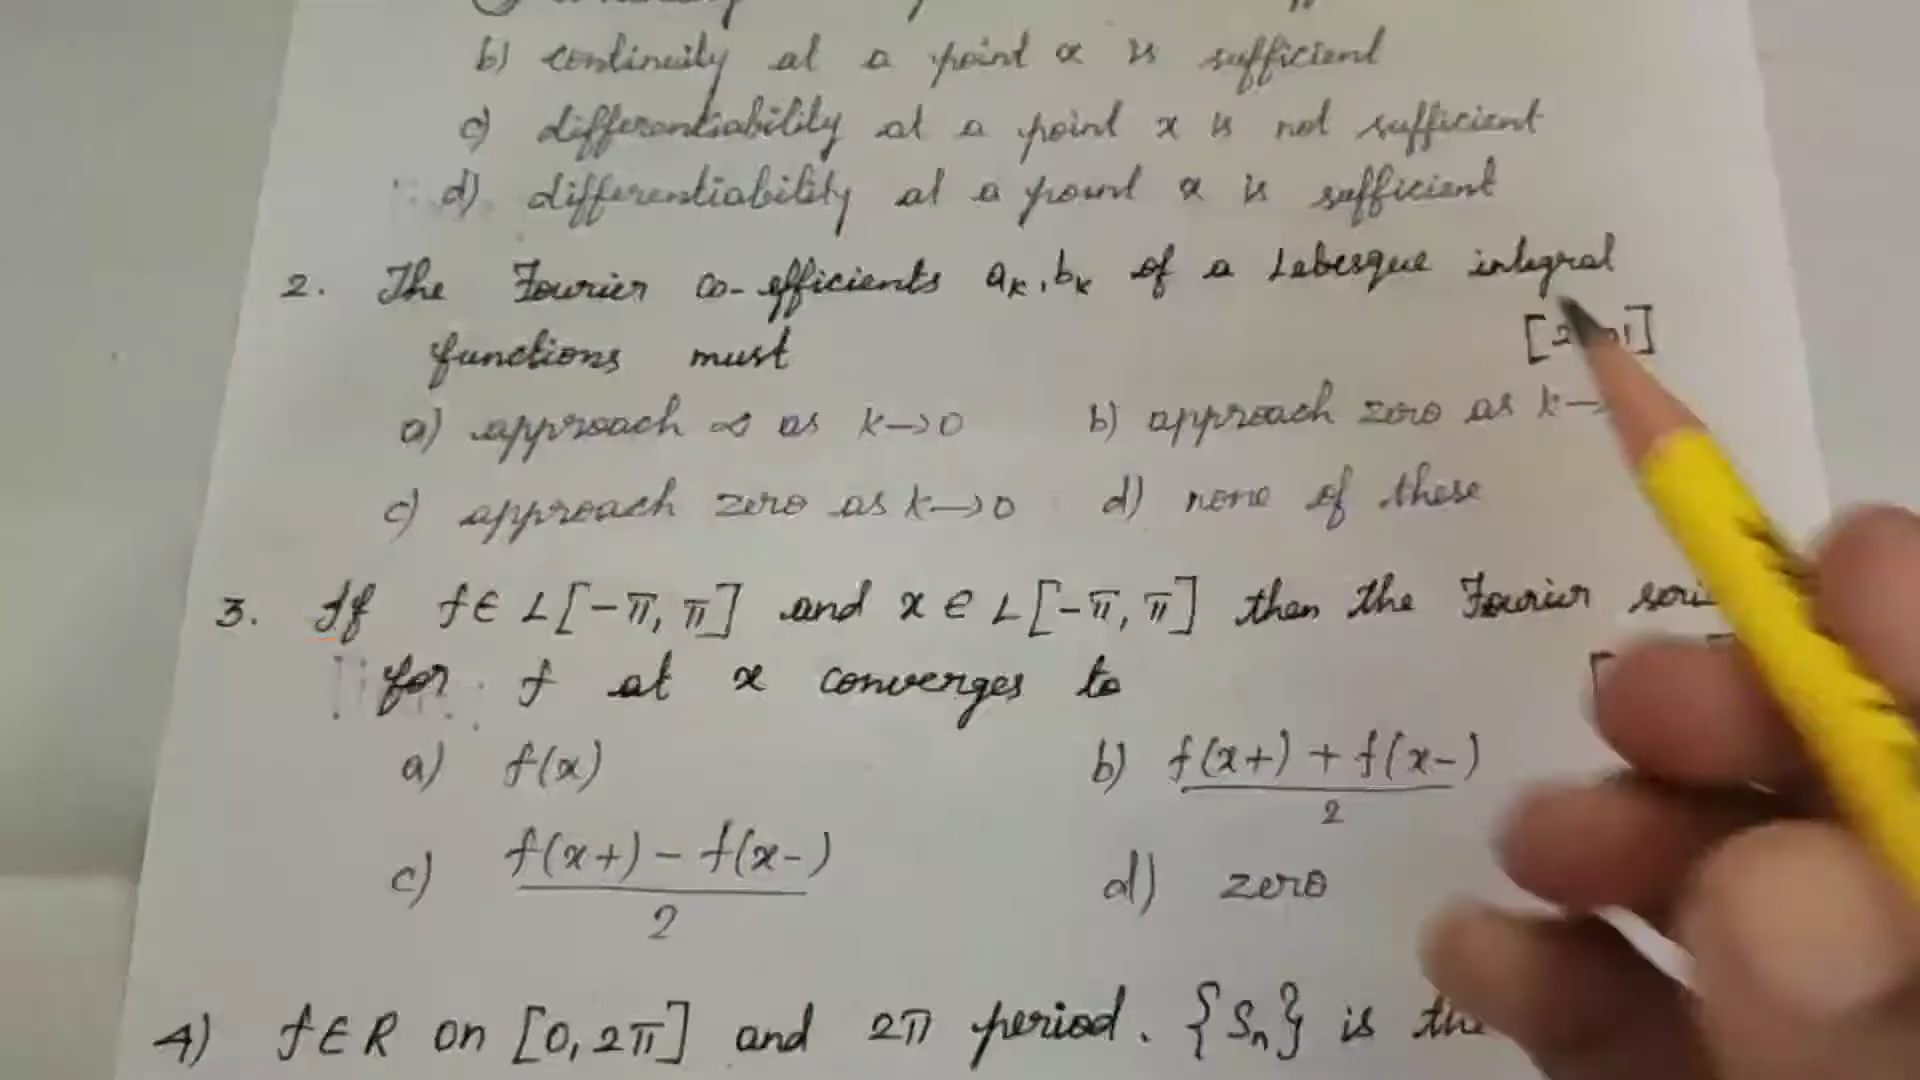 b) continuity at a point x is sufficient
c) differentiability at a point x is not sufficient
d) differentiability at a point x is sufficient
2. The Fourier co-efficients aₖ, bₖ of a Lebesgue integral
functions must
a) approach ∞ as k→0 b) approach zero as k→
c) approach zero as k→0 d) none of these
3. If f∈L[-π, π] and x∈L[-π, π] then the Fourier
for f at x converges to
a) f(x) b) f(x+) + f(x-)
2
c) f(x+) - f(x-) d) zero
2
4) f∈R on [0, 2π] and 2π period. {Sₙ} is the